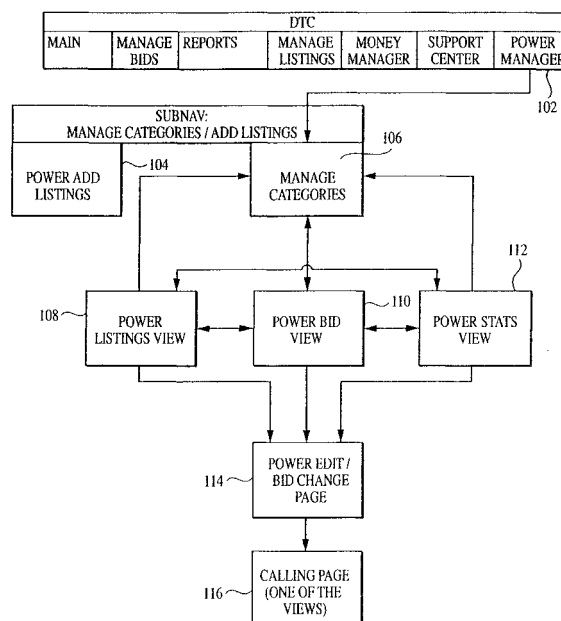 DTC
MAIN
MANAGE
BIDS
REPORTS
MANAGE
LISTINGS
MONEY
MANAGER
SUPPORT
CENTER
POWER
MANAGER
102
SUBNAV:
MANAGE CATEGORIES / ADD LISTINGS
104
POWER ADD
LISTINGS
106
MANAGE
CATEGORIES
108
POWER
LISTINGS VIEW
110
POWER BID
VIEW
112
POWER STATS
VIEW
114
POWER EDIT /
BID CHANGE
PAGE
116
CALLING PAGE
(ONE OF THE
VIEWS)